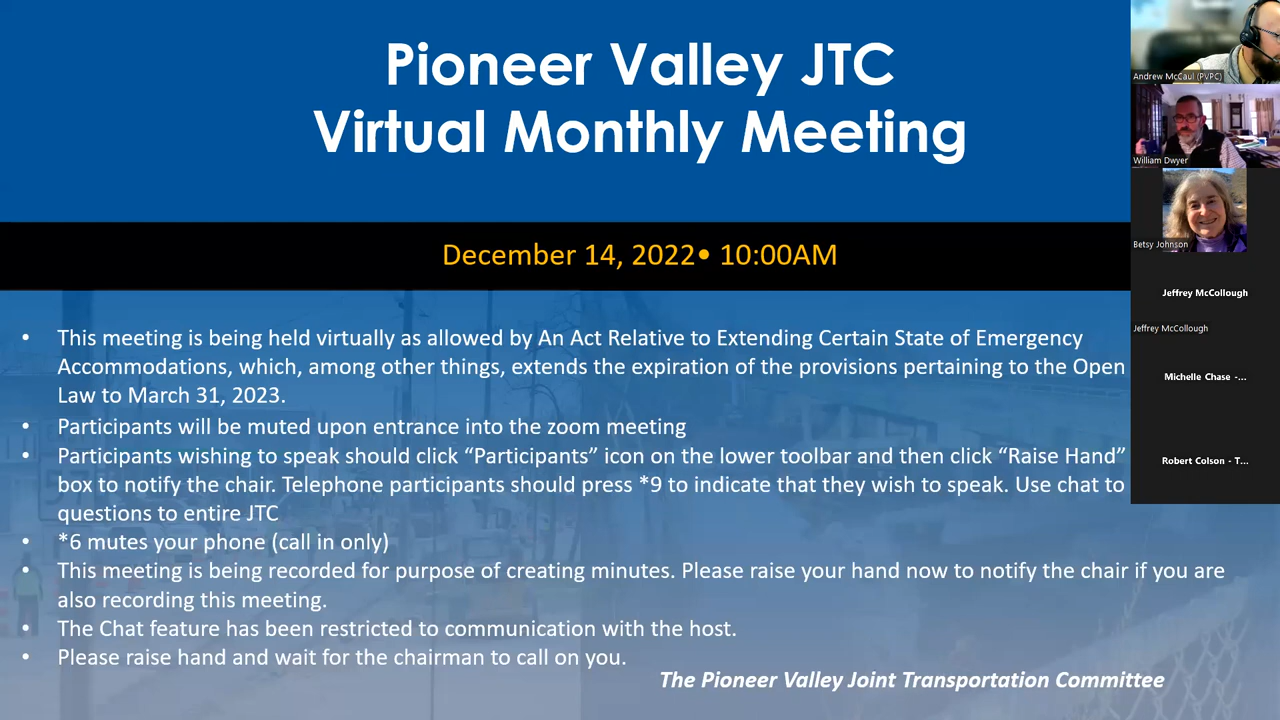 Pioneer Valley JTC
Virtual Monthly Meeting
December 14, 2022• 10:00AM
• This meeting is being held virtually as allowed by An Act Relative to Extending Certain State of Emergency
Accommodations, which, among other things, extends the expiration of the provisions pertaining to the Open
Law to March 31, 2023.
• Participants will be muted upon entrance into the zoom meeting
• Participants wishing to speak should click “Participants” icon on the lower toolbar and then click “Raise Hand”
box to notify the chair. Telephone participants should press *9 to indicate that they wish to speak. Use chat to
questions to entire JTC
• *6 mutes your phone (call in only)
• This meeting is being recorded for purpose of creating minutes. Please raise your hand now to notify the chair if you are
also recording this meeting.
• The Chat feature has been restricted to communication with the host.
• Please raise hand and wait for the chairman to call on you.
The Pioneer Valley Joint Transportation Committee
Andrew McCaul (PVPC)
William Dwyer
Betsy Johnson
Jeffrey McCollough
Jeffrey McCollough
Michelle Chase -...
Robert Colson - T...